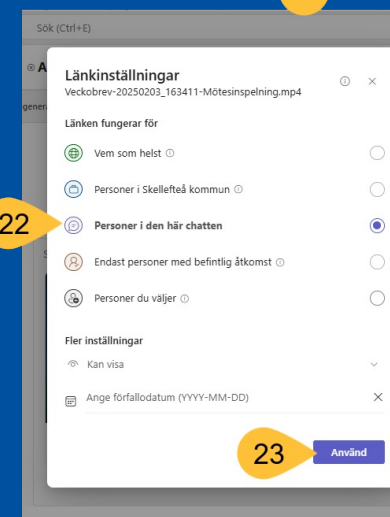 Sök (Ctrl+E)
A
Länkinställningar
Veckobrev-20250203_163411-Mötesinspelning.mp4
gener
Länken fungerar för
Vem som helst
Personer i Skellefteå kommun
22
Personer i den här chatten
S
Endast personer med befintlig åtkomst
Personer du väljer
Fler inställningar
Kan visa
Ange förfallodatum (YYYY-MM-DD)
23
Använd